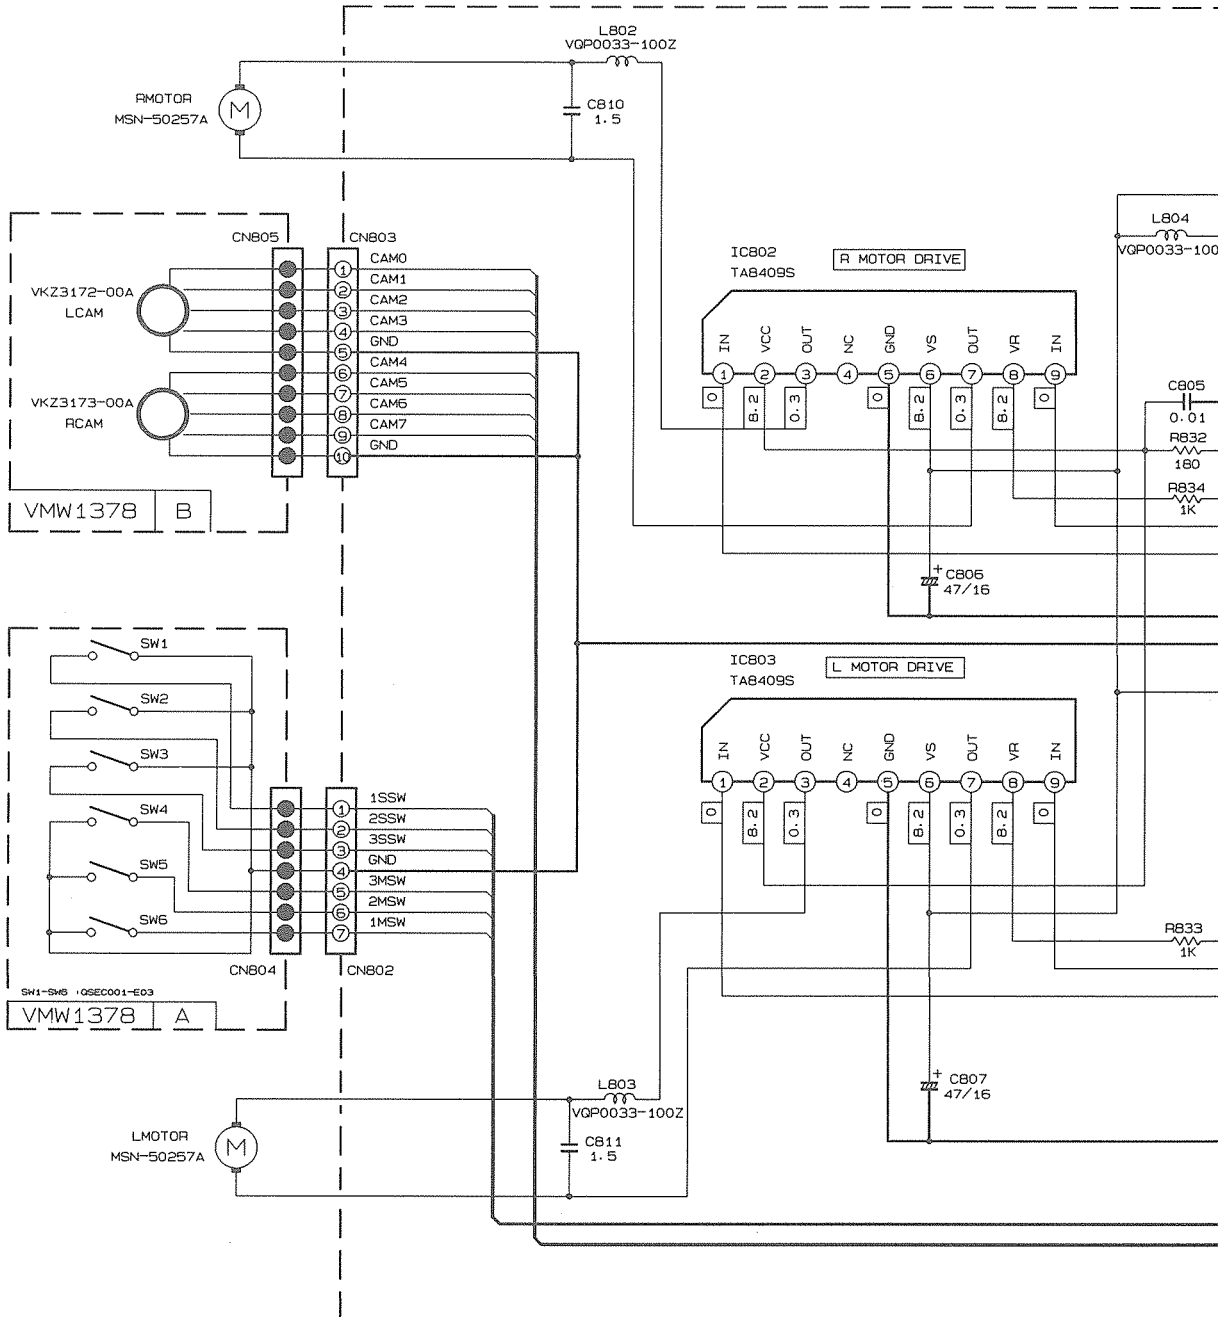 L802
VQP0033-100Z
RMOTOR
MSN-50257A
M
C810
1.5
L804
VQP0033-100
CN805
CN803
VKZ3172-00A
LCAM
VKZ3173-00A
RCAM
1 CAM0
2 CAM1
3 CAM2
4 CAM3
5 GND
6 CAM4
7 CAM5
8 CAM6
9 CAM7
10 GND
VMW1378 B
IC802
TA8409S
R MOTOR DRIVE
IN VCC OUT NC GND VS OUT VR IN
1 2 3 4 5 6 7 8 9
0 8.2 0.3 0 8.2 0.3 8.2 0
C805
0.01
R832
180
R834
1K
+ C806
47/16
SW1
SW2
SW3
SW4
SW5
SW6
1 1SSW
2 2SSW
3 3SSW
4 GND
5 3MSW
6 2MSW
7 1MSW
CN804
CN802
SW1-SW6 :QSEC001-E03
VMW1378 A
IC803
TA8409S
L MOTOR DRIVE
IN VCC OUT NC GND VS OUT VR IN
1 2 3 4 5 6 7 8 9
0 8.2 0.3 0 8.2 0.3 8.2 0
R833
1K
+ C807
47/16
L803
VQP0033-100Z
LMOTOR
MSN-50257A
M
C811
1.5